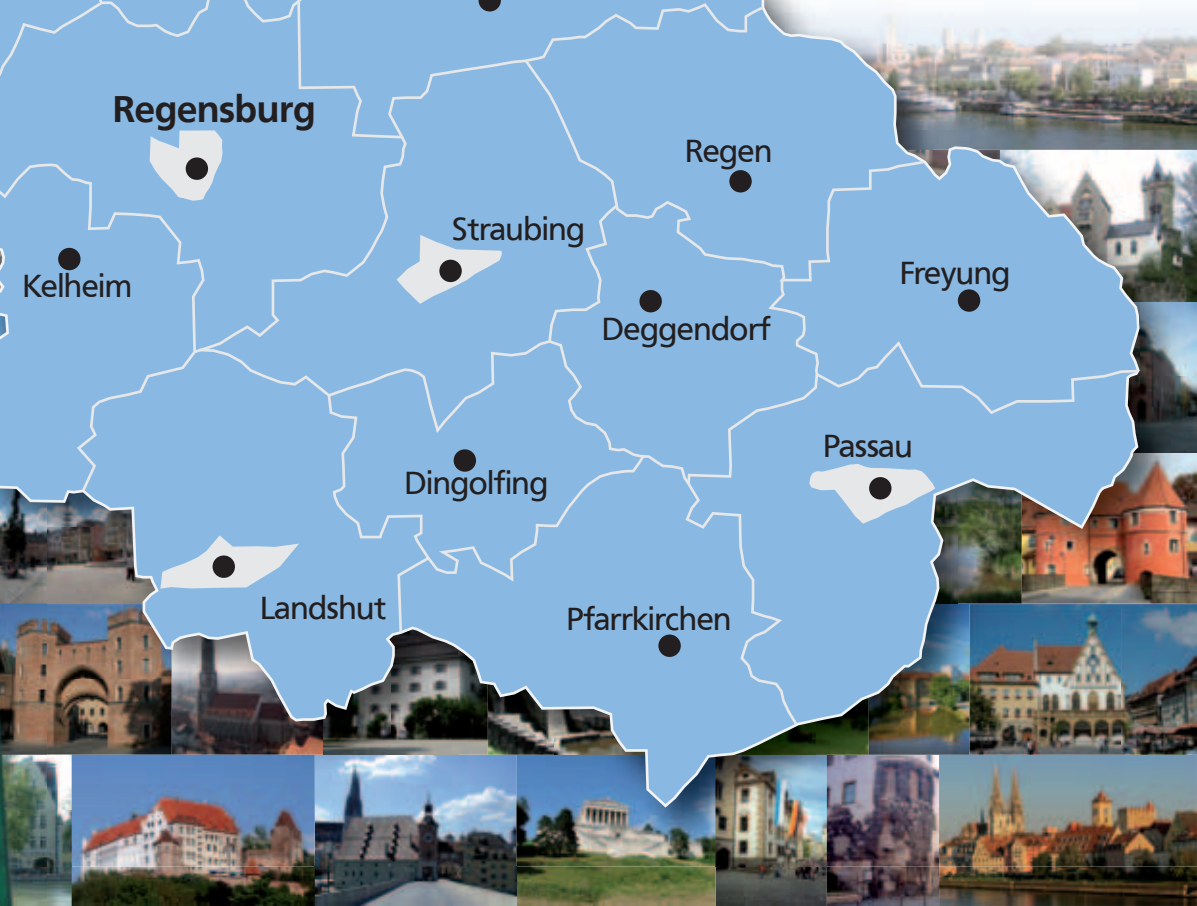 Regensburg
Regen
Straubing
Freyung
Kelheim
Deggendorf
Passau
Dingolfing
Landshut
Pfarrkirchen